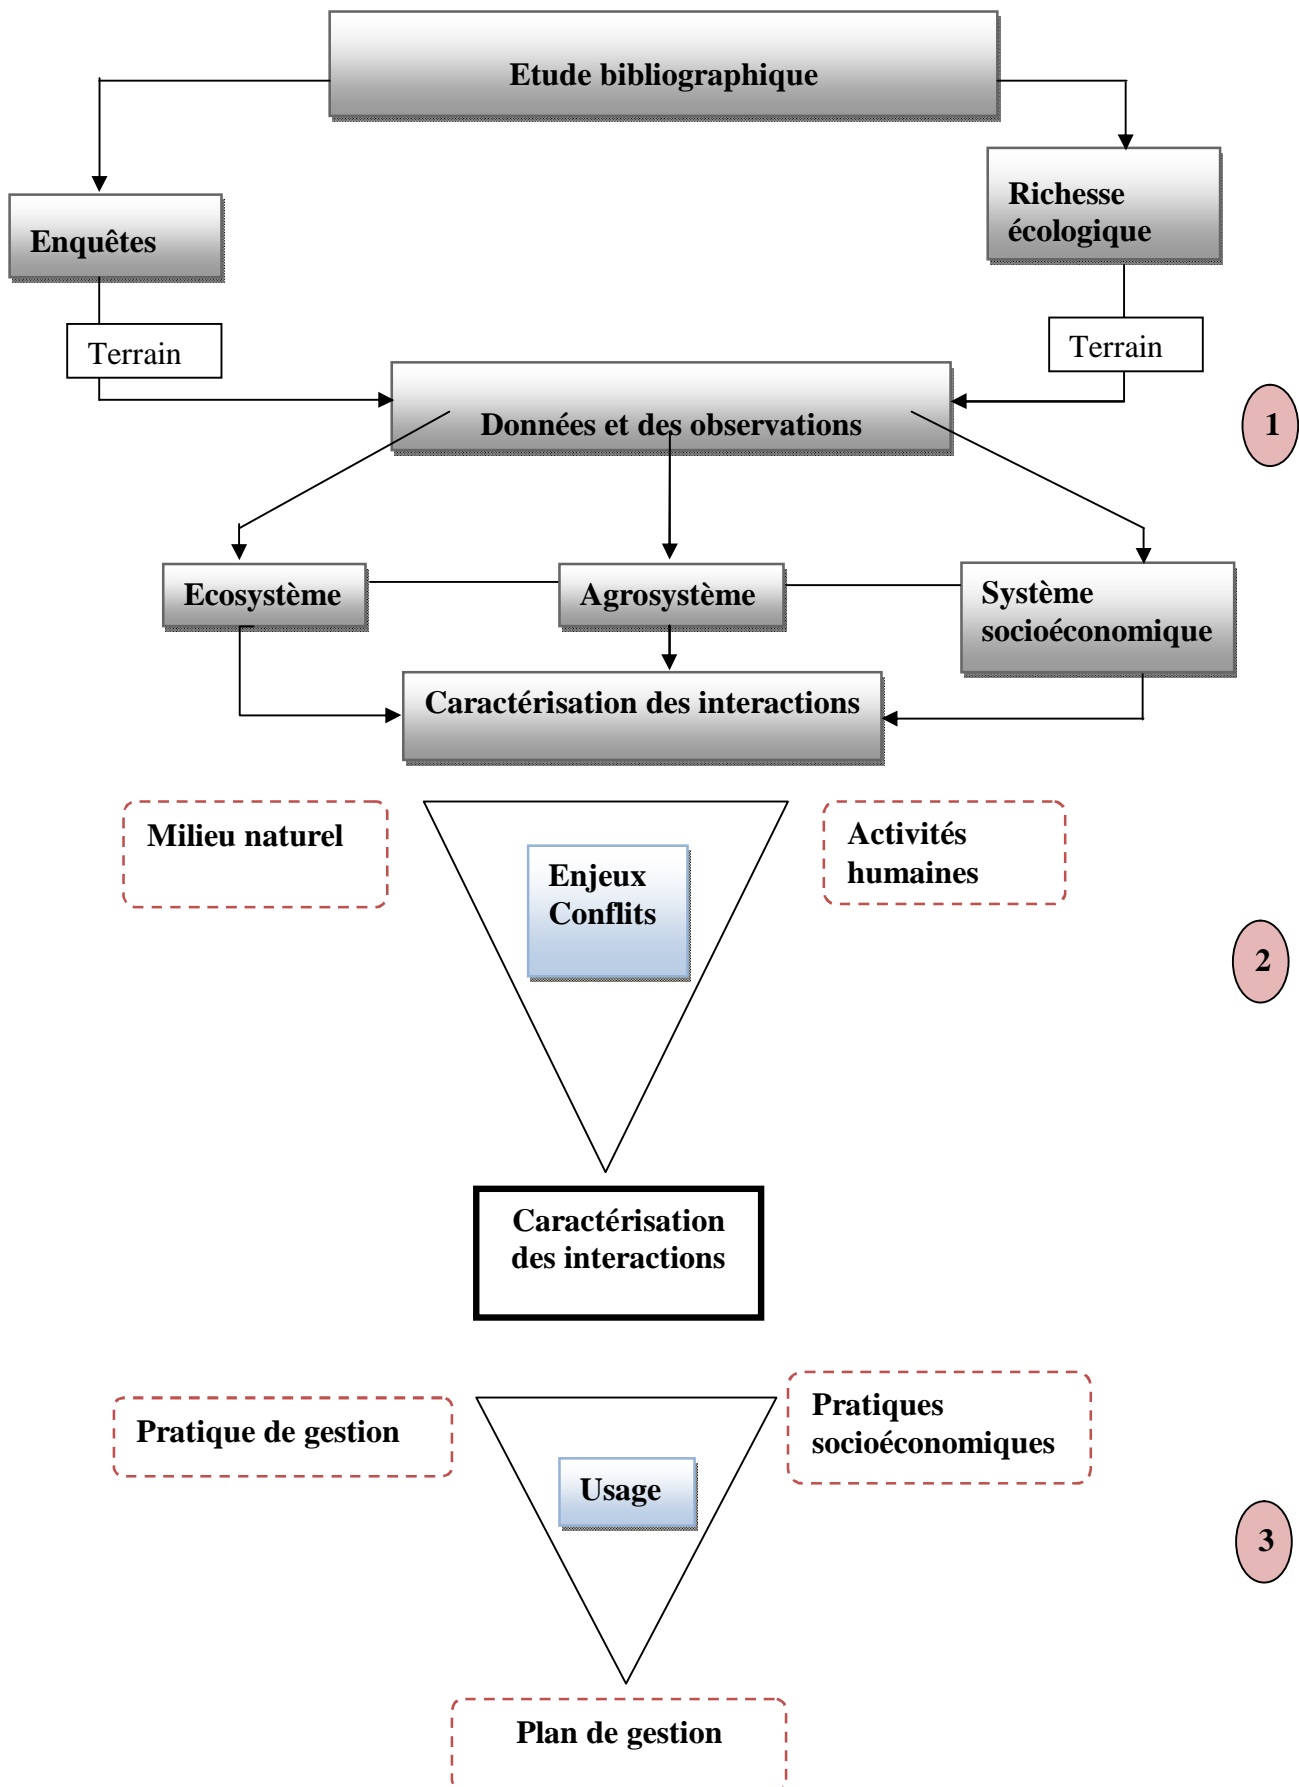 Etude bibliographique
Enquêtes
Richesse
écologique
Terrain
Terrain
Données et des observations
1
Ecosystème
Agrosystème
Système
socioéconomique
Caractérisation des interactions
Milieu naturel
Enjeux
Conflits
Activités
humaines
2
Caractérisation
des interactions
Pratique de gestion
Usage
Pratiques
socioéconomiques
3
Plan de gestion